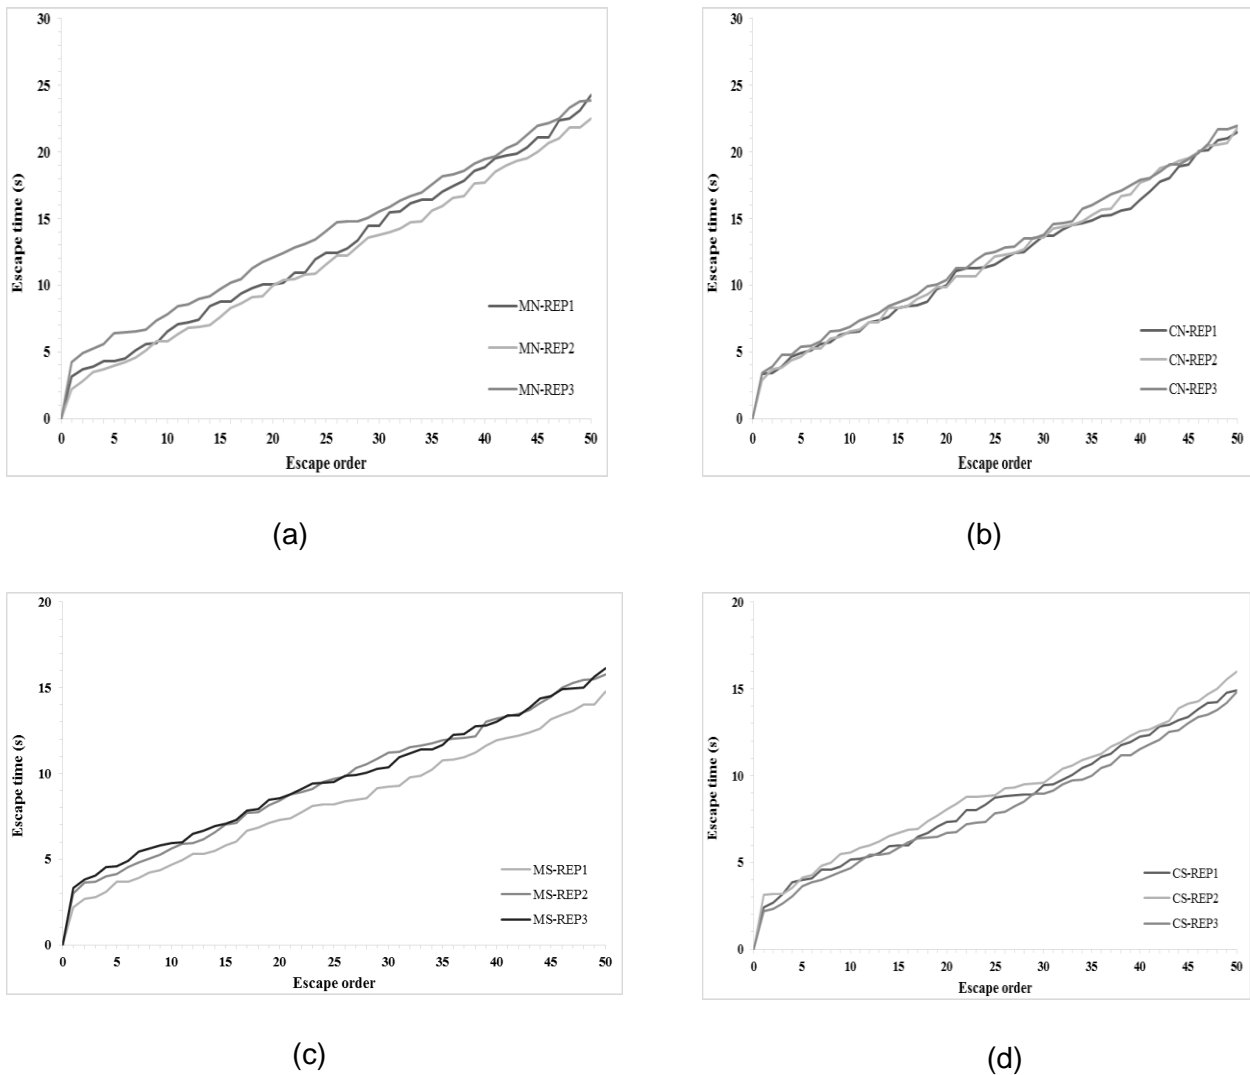 30
25
20
15
10
5
0
Escape time (s)
MN-REP1
MN-REP2
MN-REP3
0 5 10 15 20 25 30 35 40 45 50
Escape order
(a)
30
25
20
15
10
5
0
Escape time (s)
CN-REP1
CN-REP2
CN-REP3
0 5 10 15 20 25 30 35 40 45 50
Escape order
(b)
20
15
10
5
0
Escape time (s)
MS-REP1
MS-REP2
MS-REP3
0 5 10 15 20 25 30 35 40 45 50
Escape order
(c)
20
15
10
5
0
Escape time (s)
CS-REP1
CS-REP2
CS-REP3
0 5 10 15 20 25 30 35 40 45 50
Escape order
(d)